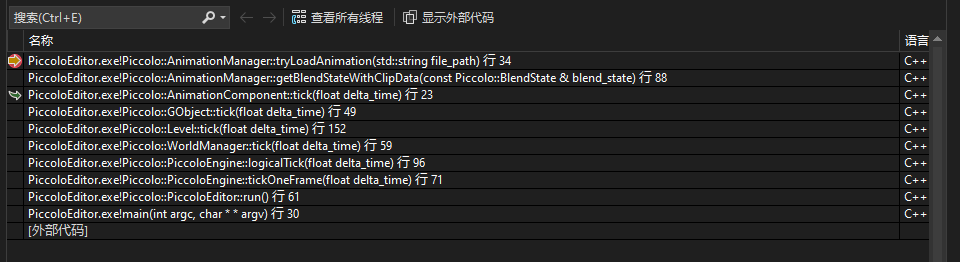 搜索(Ctrl+E) 查看所有线程 显示外部代码
名称 语言
PiccoloEditor.exe!Piccolo::AnimationManager::tryLoadAnimation(std::string file_path) 行 34 C++
PiccoloEditor.exe!Piccolo::AnimationManager::getBlendStateWithClipData(const Piccolo::BlendState & blend_state) 行 88 C++
PiccoloEditor.exe!Piccolo::AnimationComponent::tick(float delta_time) 行 23 C++
PiccoloEditor.exe!Piccolo::GObject::tick(float delta_time) 行 49 C++
PiccoloEditor.exe!Piccolo::Level::tick(float delta_time) 行 152 C++
PiccoloEditor.exe!Piccolo::WorldManager::tick(float delta_time) 行 59 C++
PiccoloEditor.exe!Piccolo::PiccoloEngine::logicalTick(float delta_time) 行 96 C++
PiccoloEditor.exe!Piccolo::PiccoloEngine::tickOneFrame(float delta_time) 行 71 C++
PiccoloEditor.exe!Piccolo::PiccoloEditor::run() 行 61 C++
PiccoloEditor.exe!main(int argc, char * * argv) 行 30 C++
[外部代码]